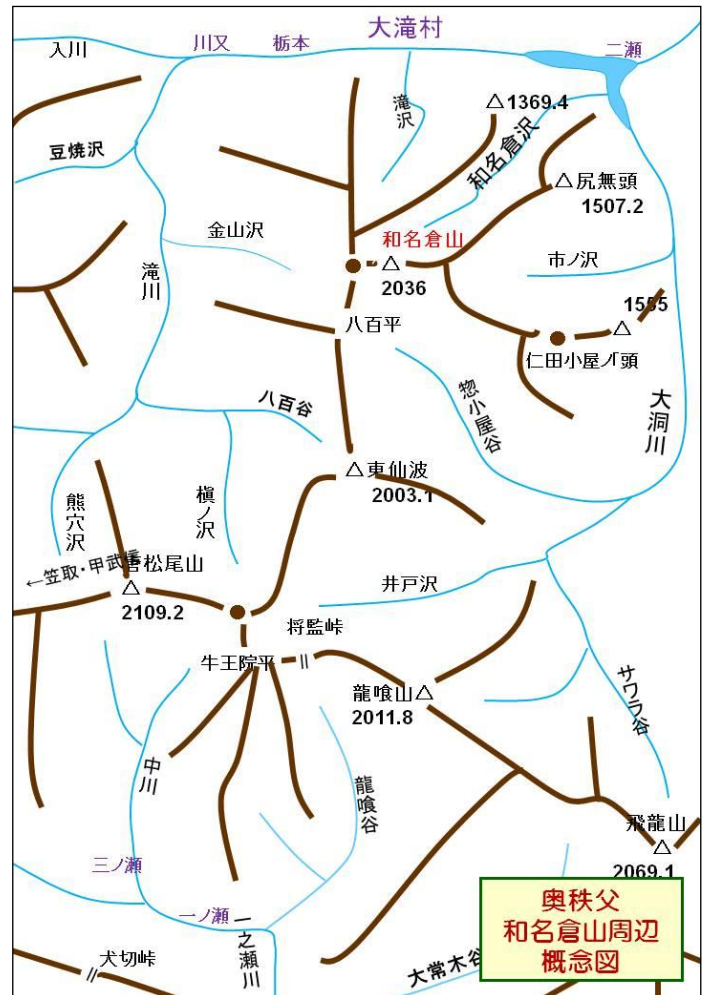 大滝村
入川
川又
栃本
二瀬
滝沢
△1369.4
和名倉沢
豆焼沢
△尻無頭
1507.2
金山沢
和名倉山
△
2036
市ノ沢
滝川
八百平
1555
△
仁田小屋ノ頭
大洞川
惣小屋谷
八百谷
△東仙波
2003.1
熊穴沢
槇ノ沢
←笠取・甲武信
唐松尾山
△
2109.2
井戸沢
将監峠
牛王院平
龍喰山△
2011.8
サワラ谷
中川
龍喰谷
飛龍山
△
2069.1
三ノ瀬
一ノ瀬
一之瀬川
犬切峠
大常木谷
奥秩父
和名倉山周辺
概念図